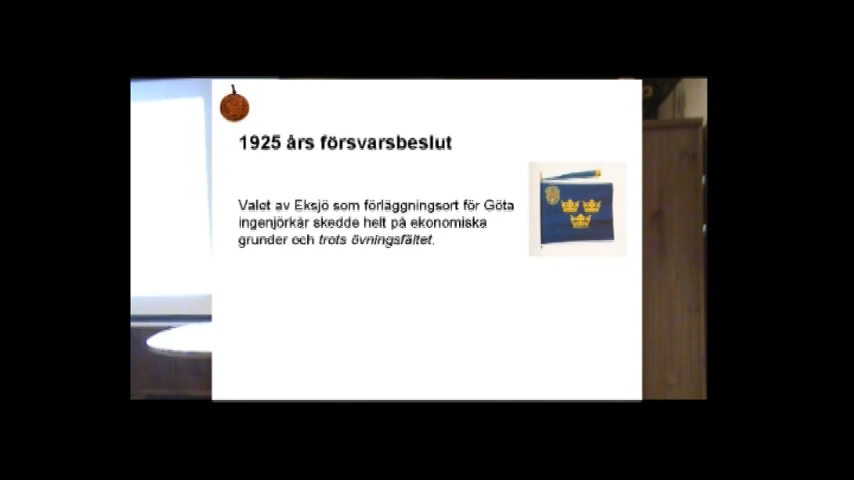 1925 års försvarsbeslut
Valet av Eksjö som förläggningsort för Göta
ingenjörkår skedde helt på ekonomiska
grunder och trots övningsfältet.